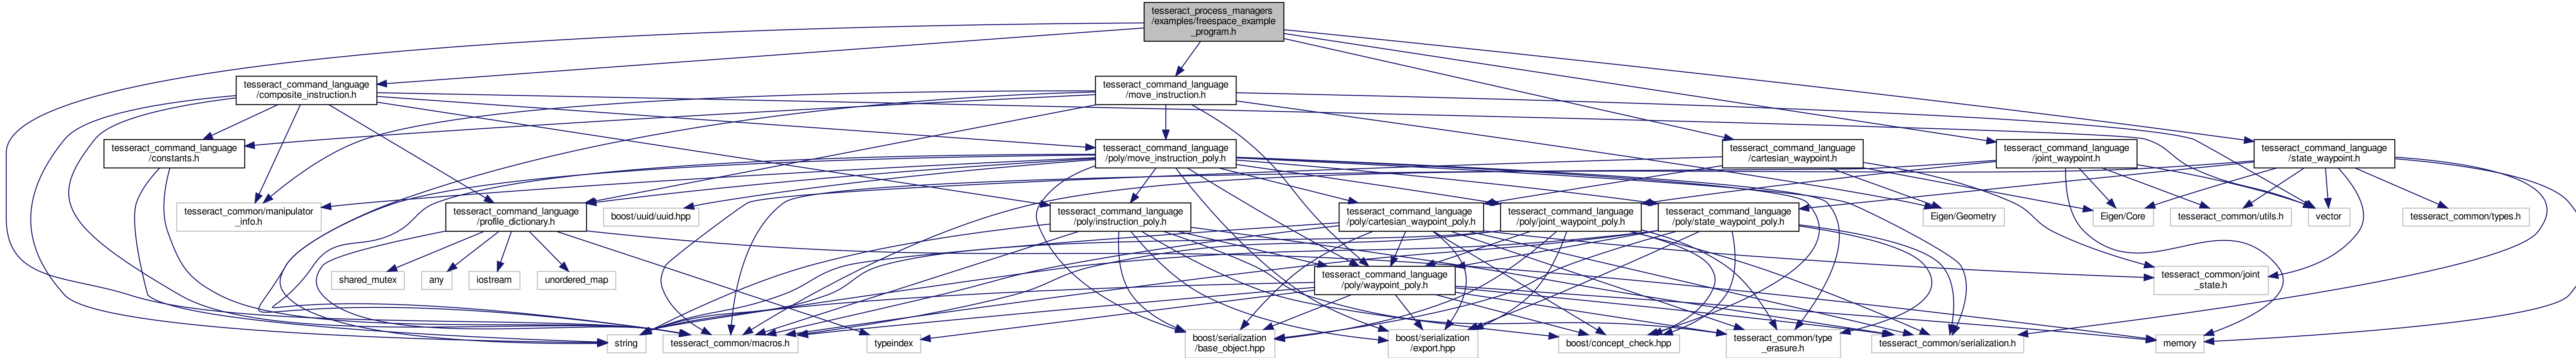 tesseract_process_managers
/examples/freespace_example
_program.h
tesseract_command_language
/composite_instruction.h
tesseract_command_language
/move_instruction.h
tesseract_command_language
/constants.h
tesseract_command_language
/poly/move_instruction_poly.h
tesseract_command_language
/cartesian_waypoint.h
tesseract_command_language
/joint_waypoint.h
tesseract_command_language
/state_waypoint.h
tesseract_common/manipulator
_info.h
tesseract_command_language
/profile_dictionary.h
boost/uuid/uuid.hpp
tesseract_command_language
/poly/instruction_poly.h
tesseract_command_language
/poly/cartesian_waypoint_poly.h
tesseract_command_language
/poly/joint_waypoint_poly.h
tesseract_command_language
/poly/state_waypoint_poly.h
Eigen/Geometry
Eigen/Core
tesseract_common/utils.h
vector
tesseract_common/types.h
shared_mutex
any
iostream
unordered_map
tesseract_command_language
/poly/waypoint_poly.h
tesseract_common/joint
_state.h
string
tesseract_common/macros.h
typeindex
boost/serialization
/base_object.hpp
boost/serialization
/export.hpp
boost/concept_check.hpp
tesseract_common/type
_erasure.h
tesseract_common/serialization.h
memory